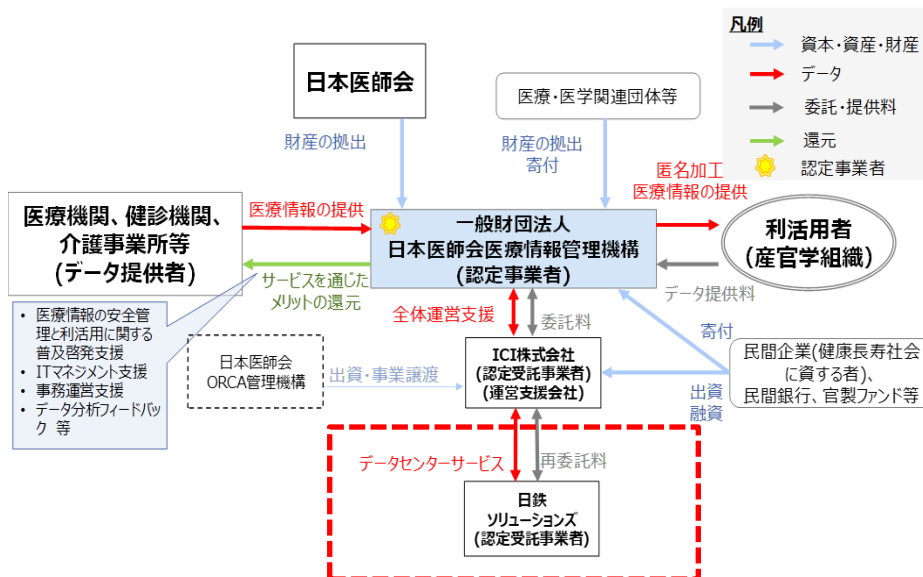 凡例
資本・資産・財産
データ
委託・提供料
還元
認定事業者
日本医師会
医療・医学関連団体等
財産の拠出
財産の拠出
寄付
匿名加工
医療情報の提供
医療機関、健診機関、
介護事業所等
(データ提供者)
医療情報の提供
一般財団法人
日本医師会医療情報管理機構
(認定事業者)
利活用者
(産官学組織)
サービスを通じた
メリットの還元
データ提供料
• 医療情報の安全管
理と利活用に関する
普及啓発支援
• ITマネジメント支援
• 事務運営支援
• データ分析フィードバッ
ク 等
全体運営支援
委託料
寄付
日本医師会
ORCA管理機構
出資・事業譲渡
ICI株式会社
(認定受託事業者)
(運営支援会社)
出資
融資
民間企業(健康長寿社会
に資する者)、
民間銀行、官製ファンド等
データセンターサービス
再委託料
日鉄
ソリューションズ
(認定受託事業者)